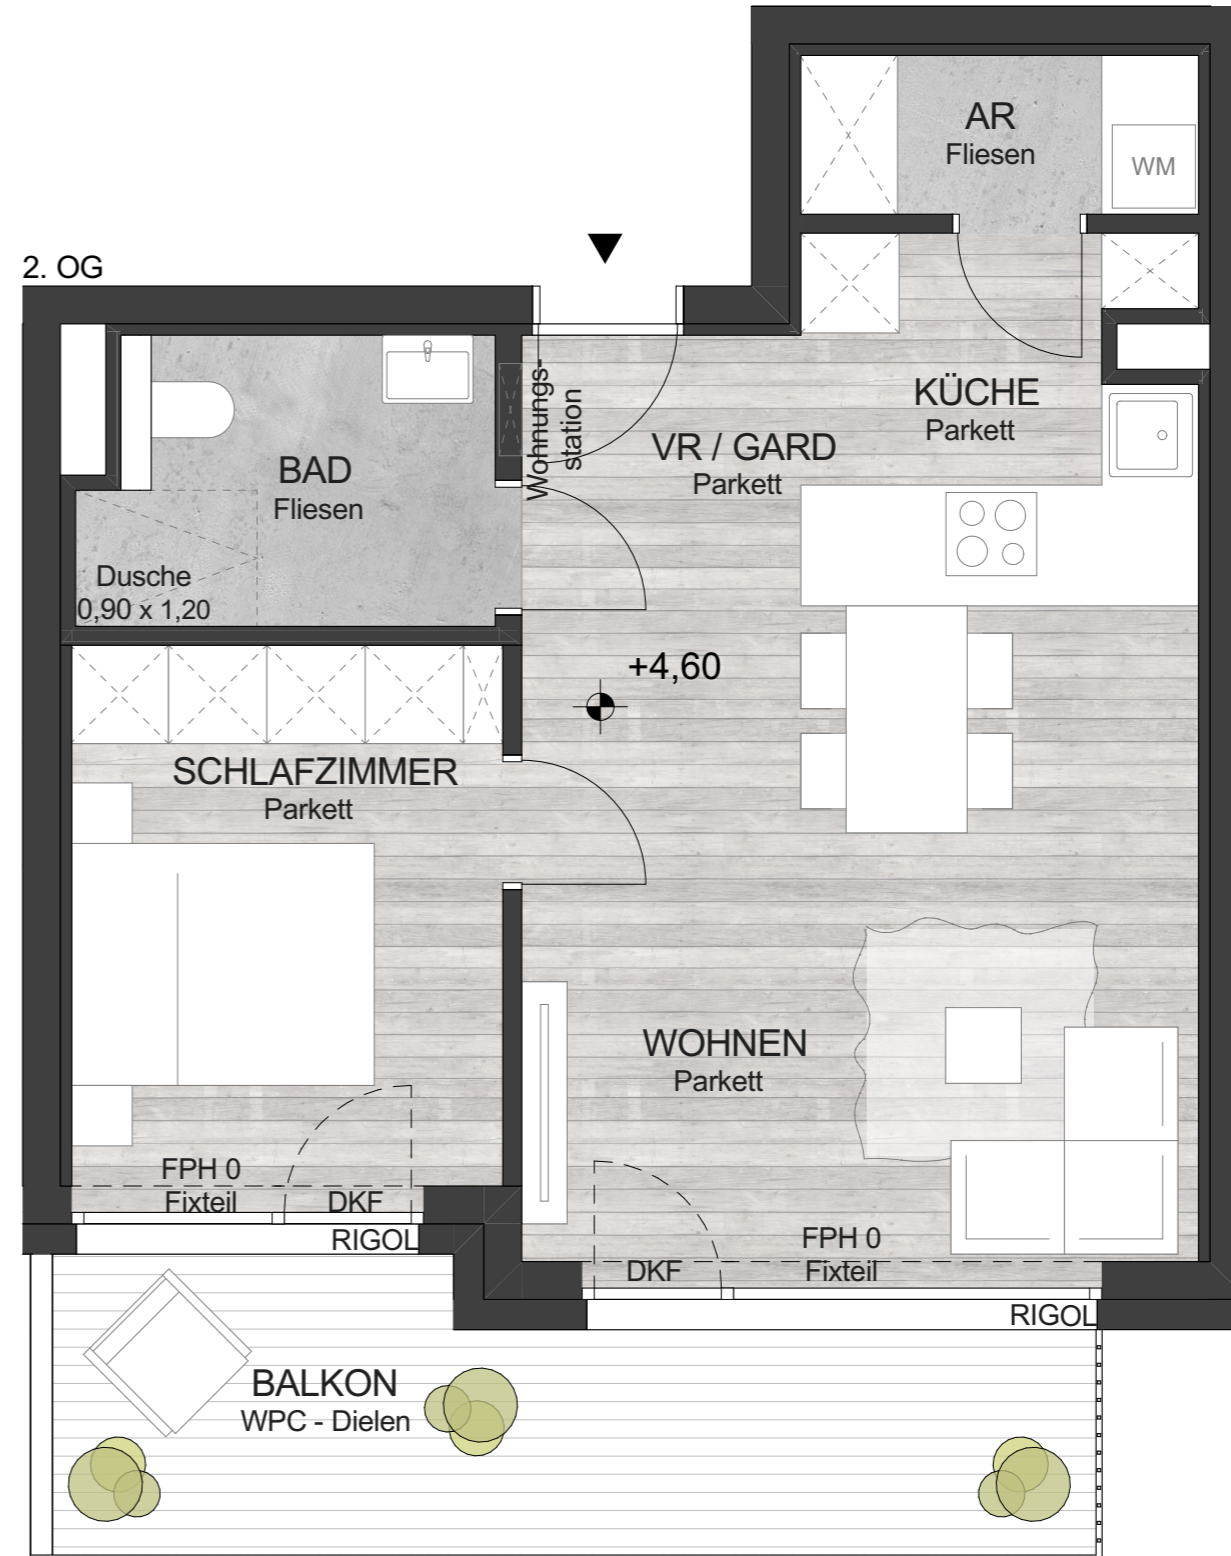 AR
Fliesen
WM
2. OG
Wohnungs-
station
KÜCHE
Parkett
VR / GARD
Parkett
BAD
Fliesen
Dusche
0,90 x 1,20
+4,60
SCHLAFZIMMER
Parkett
WOHNEN
Parkett
FPH 0
Fixteil
DKF
RIGOL
FPH 0
Fixteil
DKF
RIGOL
BALKON
WPC - Dielen